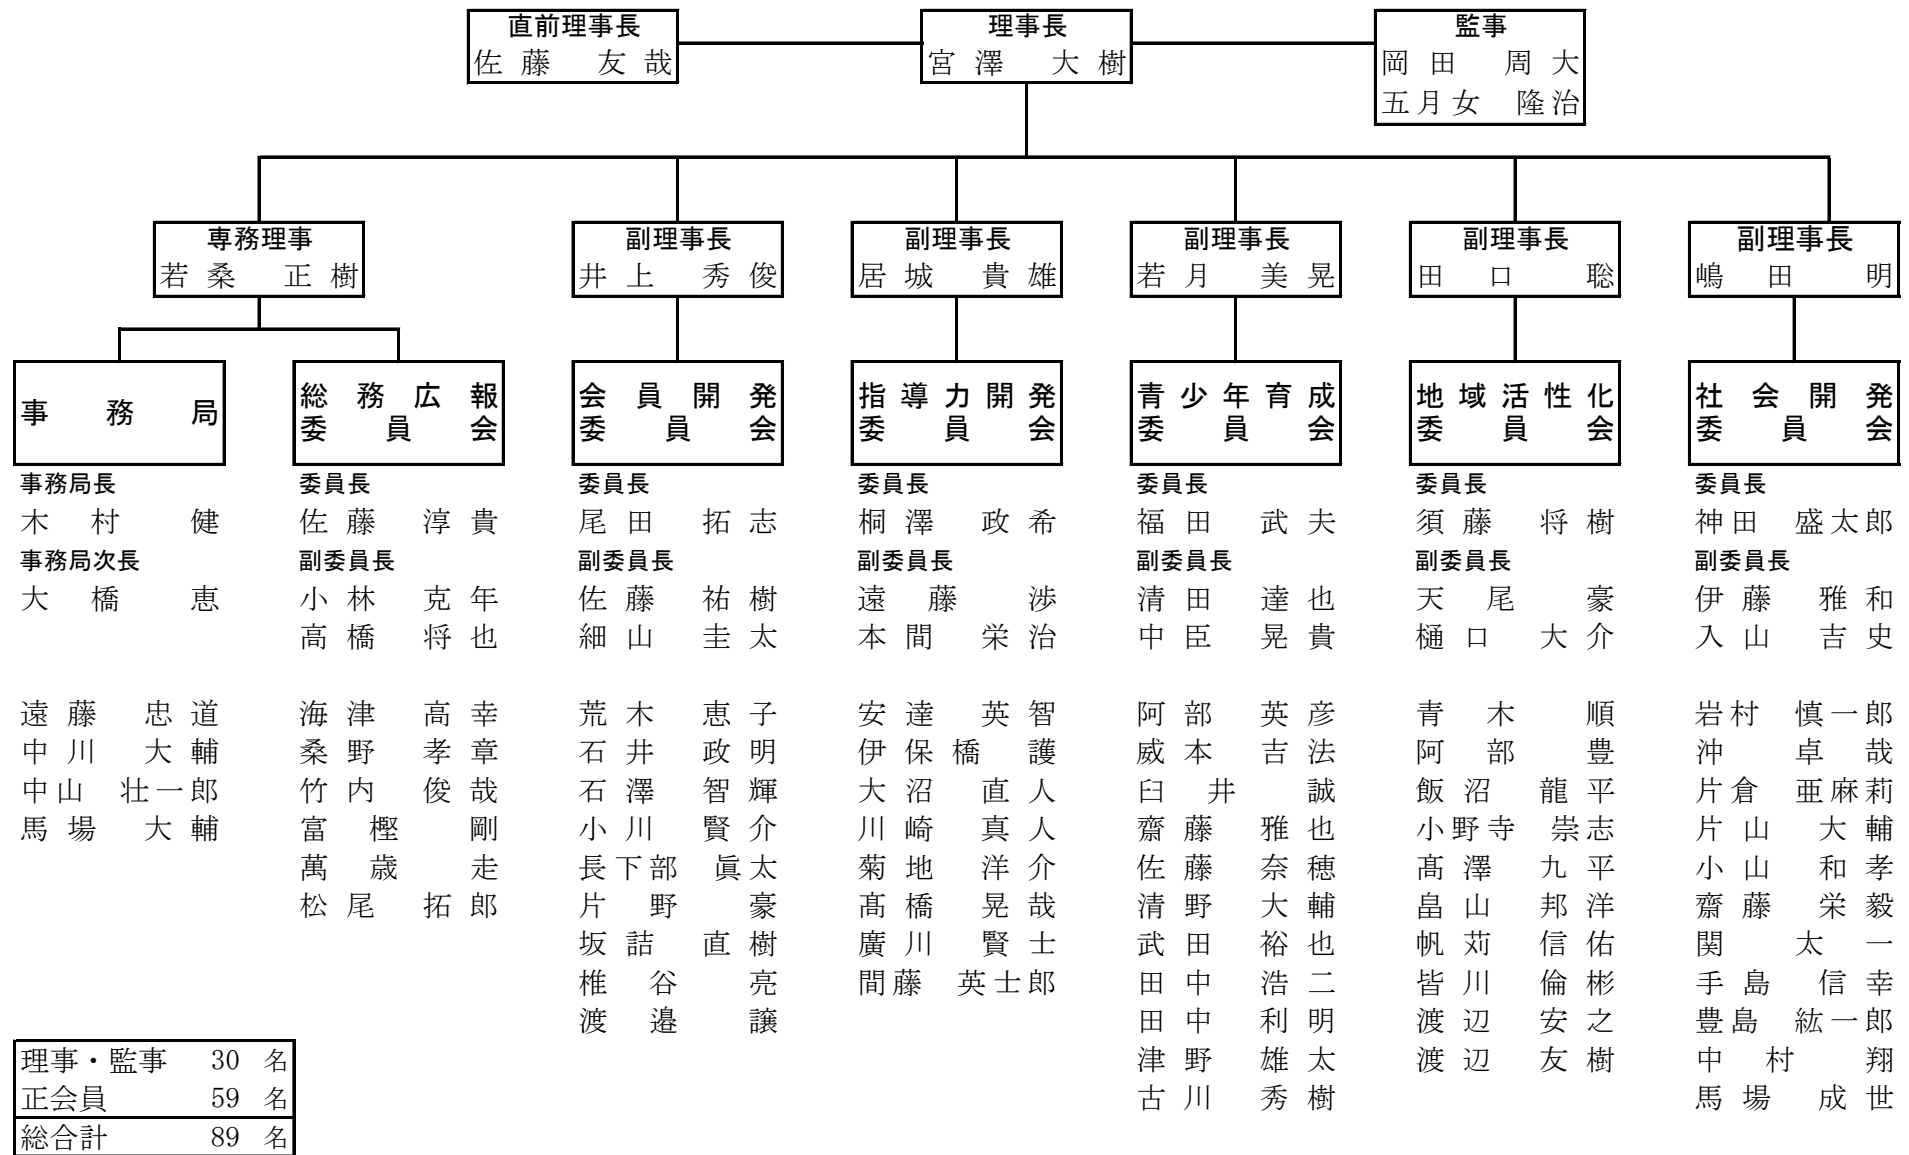 直前理事長
佐藤 友哉
理事長
宮澤 大樹
監事
岡田 周大
五月女 隆治
専務理事
若桑 正樹
副理事長
井上 秀俊
副理事長
居城 貴雄
副理事長
若月 美晃
副理事長
田口 聡
副理事長
嶋田 明
事務局
事務局長
木村 健
事務局次長
大橋 恵
遠藤 忠道
中川 大輔
中山 壮一郎
馬場 大輔
総務広報
委員会
委員長
佐藤 淳貴
副委員長
小林 克年
高橋 将也
海津 高幸
桑野 孝章
竹内 俊哉
富樫 剛
萬歳 走
松尾 拓郎
会員開発
委員会
委員長
尾田 拓志
副委員長
佐藤 祐樹
細山 圭太
荒木 恵子
石井 政明
石澤 智輝
小川 賢介
長下部 眞太
片野 豪
坂詰 直樹
椎谷 亮
渡邉 譲
指導力開発
委員会
委員長
桐澤 政希
副委員長
遠藤 渉
本間 栄治
安達 英智
伊保橋 護
大沼 直人
川崎 真人
菊地 洋介
髙橋 晃哉
廣川 賢士
間藤 英士郎
青少年育成
委員会
委員長
福田 武夫
副委員長
清田 達也
中臣 晃貴
阿部 英彦
威本 吉法
臼井 誠
齋藤 雅也
佐藤 奈穂
清野 大輔
武田 裕也
田中 浩二
田中 利明
津野 雄太
古川 秀樹
地域活性化
委員会
委員長
須藤 将樹
副委員長
天尾 豪
樋口 大介
青木 順
阿部 豊
飯沼 龍平
小野寺 崇志
髙澤 九平
畠山 邦洋
帆苅 信佑
皆川 倫彬
渡辺 安之
渡辺 友樹
社会開発
委員会
委員長
神田 盛太郎
副委員長
伊藤 雅和
入山 吉史
岩村 慎一郎
沖 卓哉
片倉 亜麻莉
片山 大輔
小山 和孝
齋藤 栄毅
関 太一
手島 信幸
豊島 紘一郎
中村 翔
馬場 成世
理事・監事 30 名
正会員 59 名
総合計 89 名